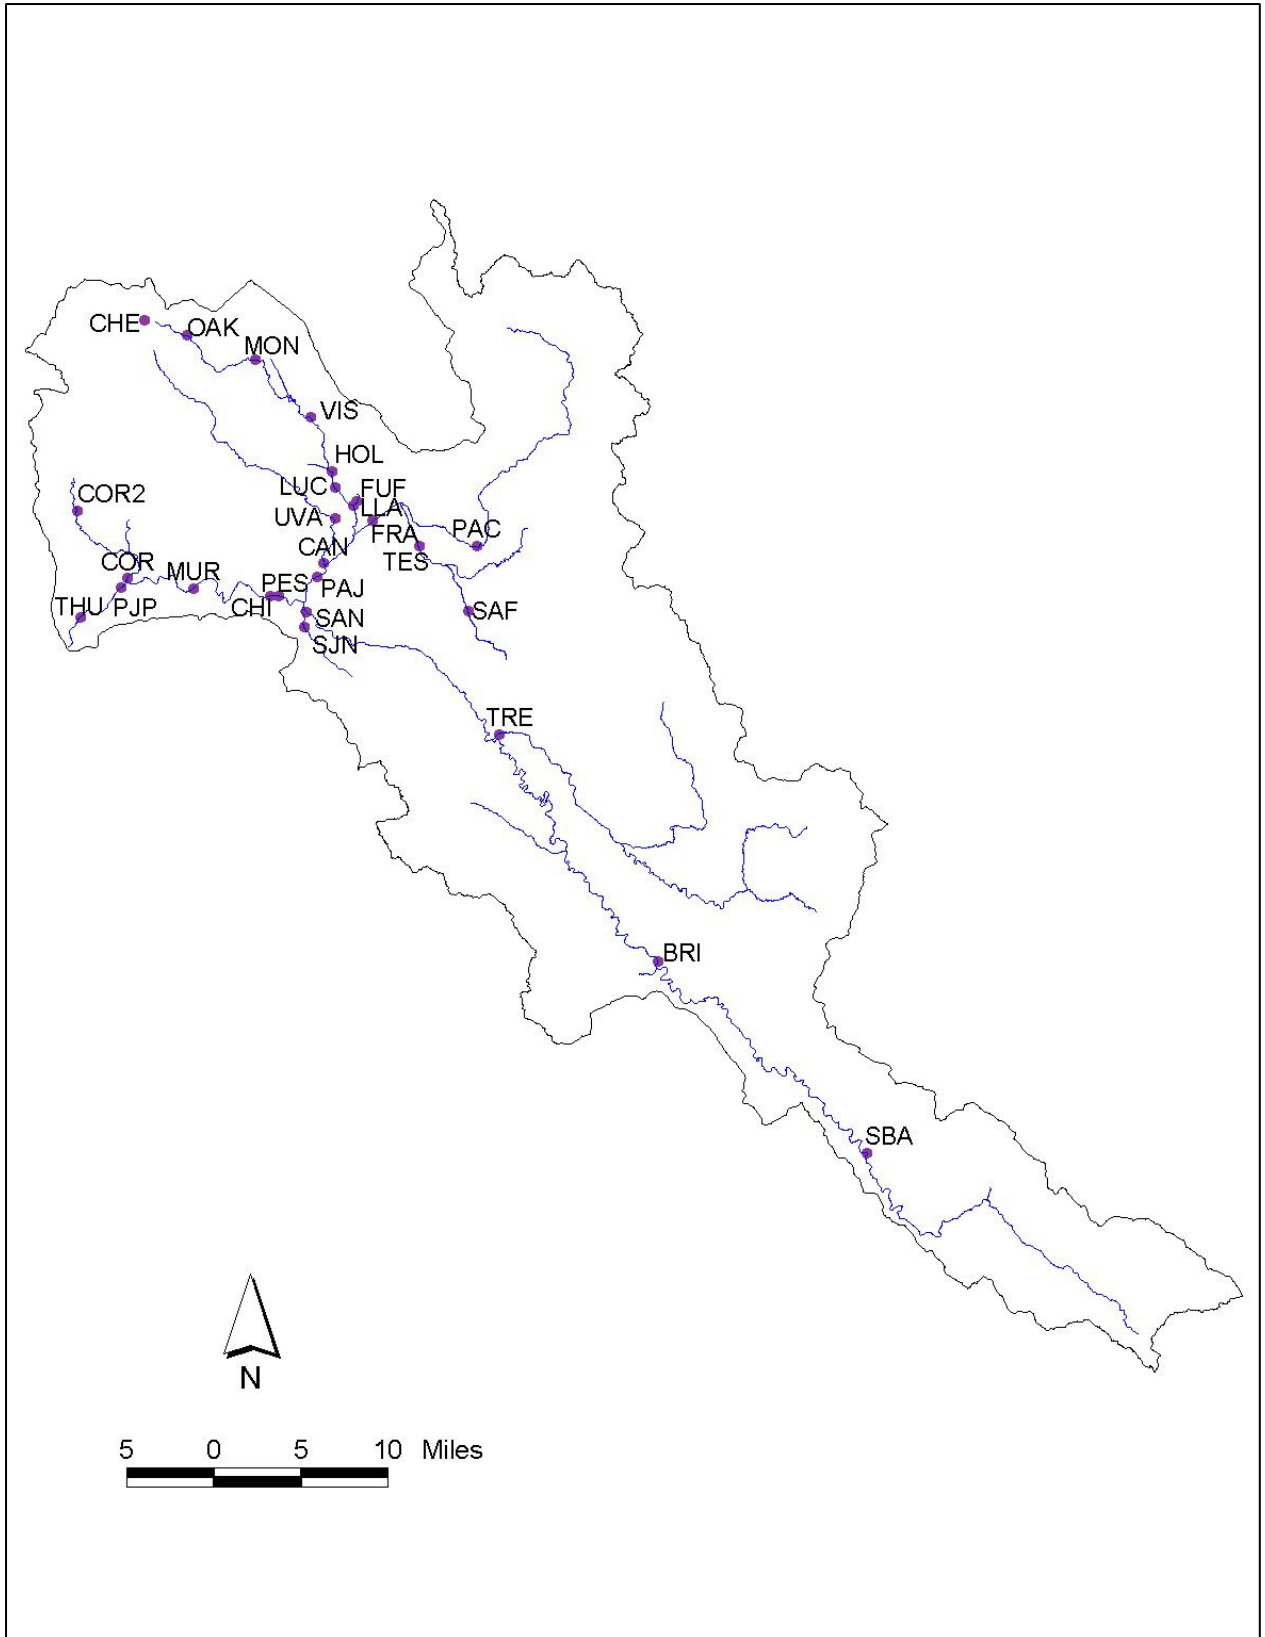 CHE
OAK
MON
VIS
HOL
LUC
FUF
COR2
LLA
UVA
FRA
PAC
CAN
TES
COR
MUR
PES
PAJ
THU
PJP
CHI
SAN
SAF
SJN
TRE
BRI
SBA
N
5 0 5 10 Miles